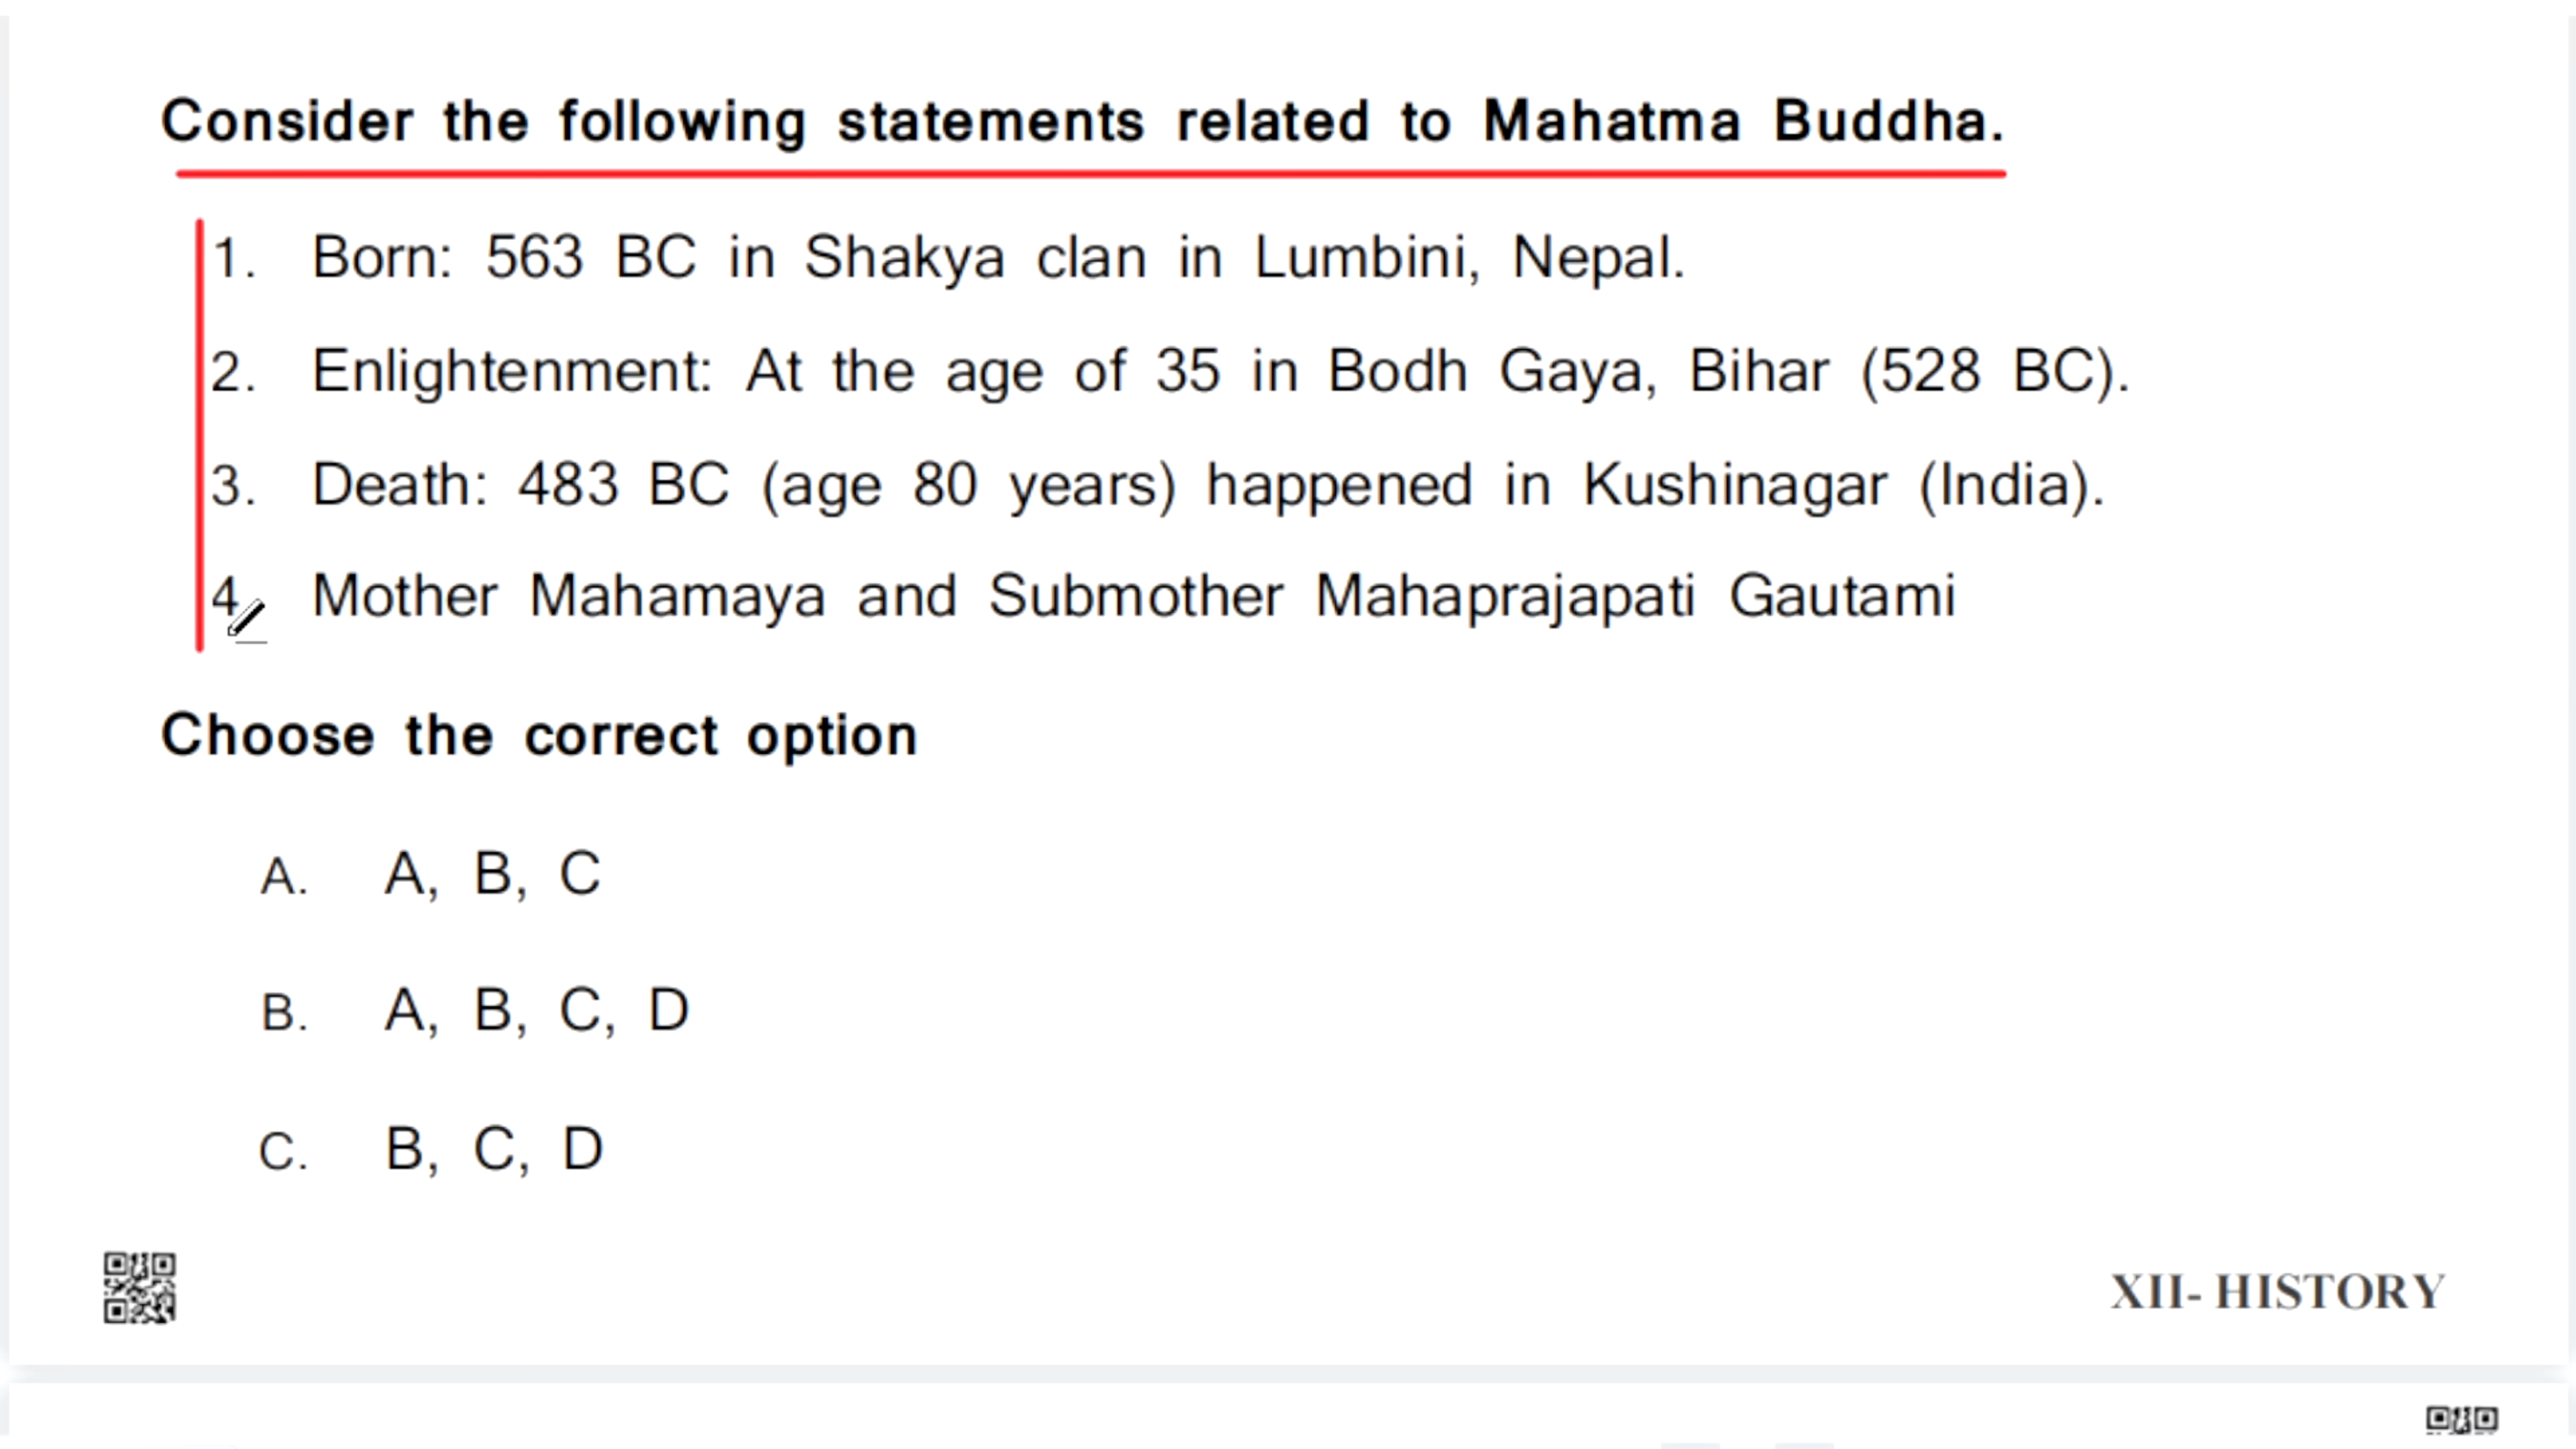 Consider the following statements related to Mahatma Buddha.
1. Born: 563 BC in Shakya clan in Lumbini, Nepal.
2. Enlightenment: At the age of 35 in Bodh Gaya, Bihar (528 BC).
3. Death: 483 BC (age 80 years) happened in Kushinagar (India).
4. Mother Mahamaya and Submother Mahaprajapati Gautami
Choose the correct option
A. A, B, C
B. A, B, C, D
C. B, C, D
XII- HISTORY